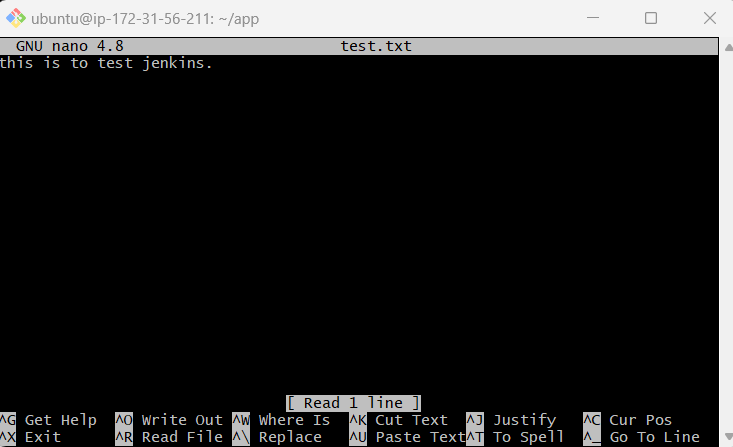 ubuntu@ip-172-31-56-211: ~/app
GNU nano 4.8 test.txt
this is to test jenkins.
[ Read 1 line ]
^G Get Help ^O Write Out ^W Where Is ^K Cut Text ^J Justify ^C Cur Pos
^X Exit ^R Read File ^\ Replace ^U Paste Text ^T To Spell ^_ Go To Line